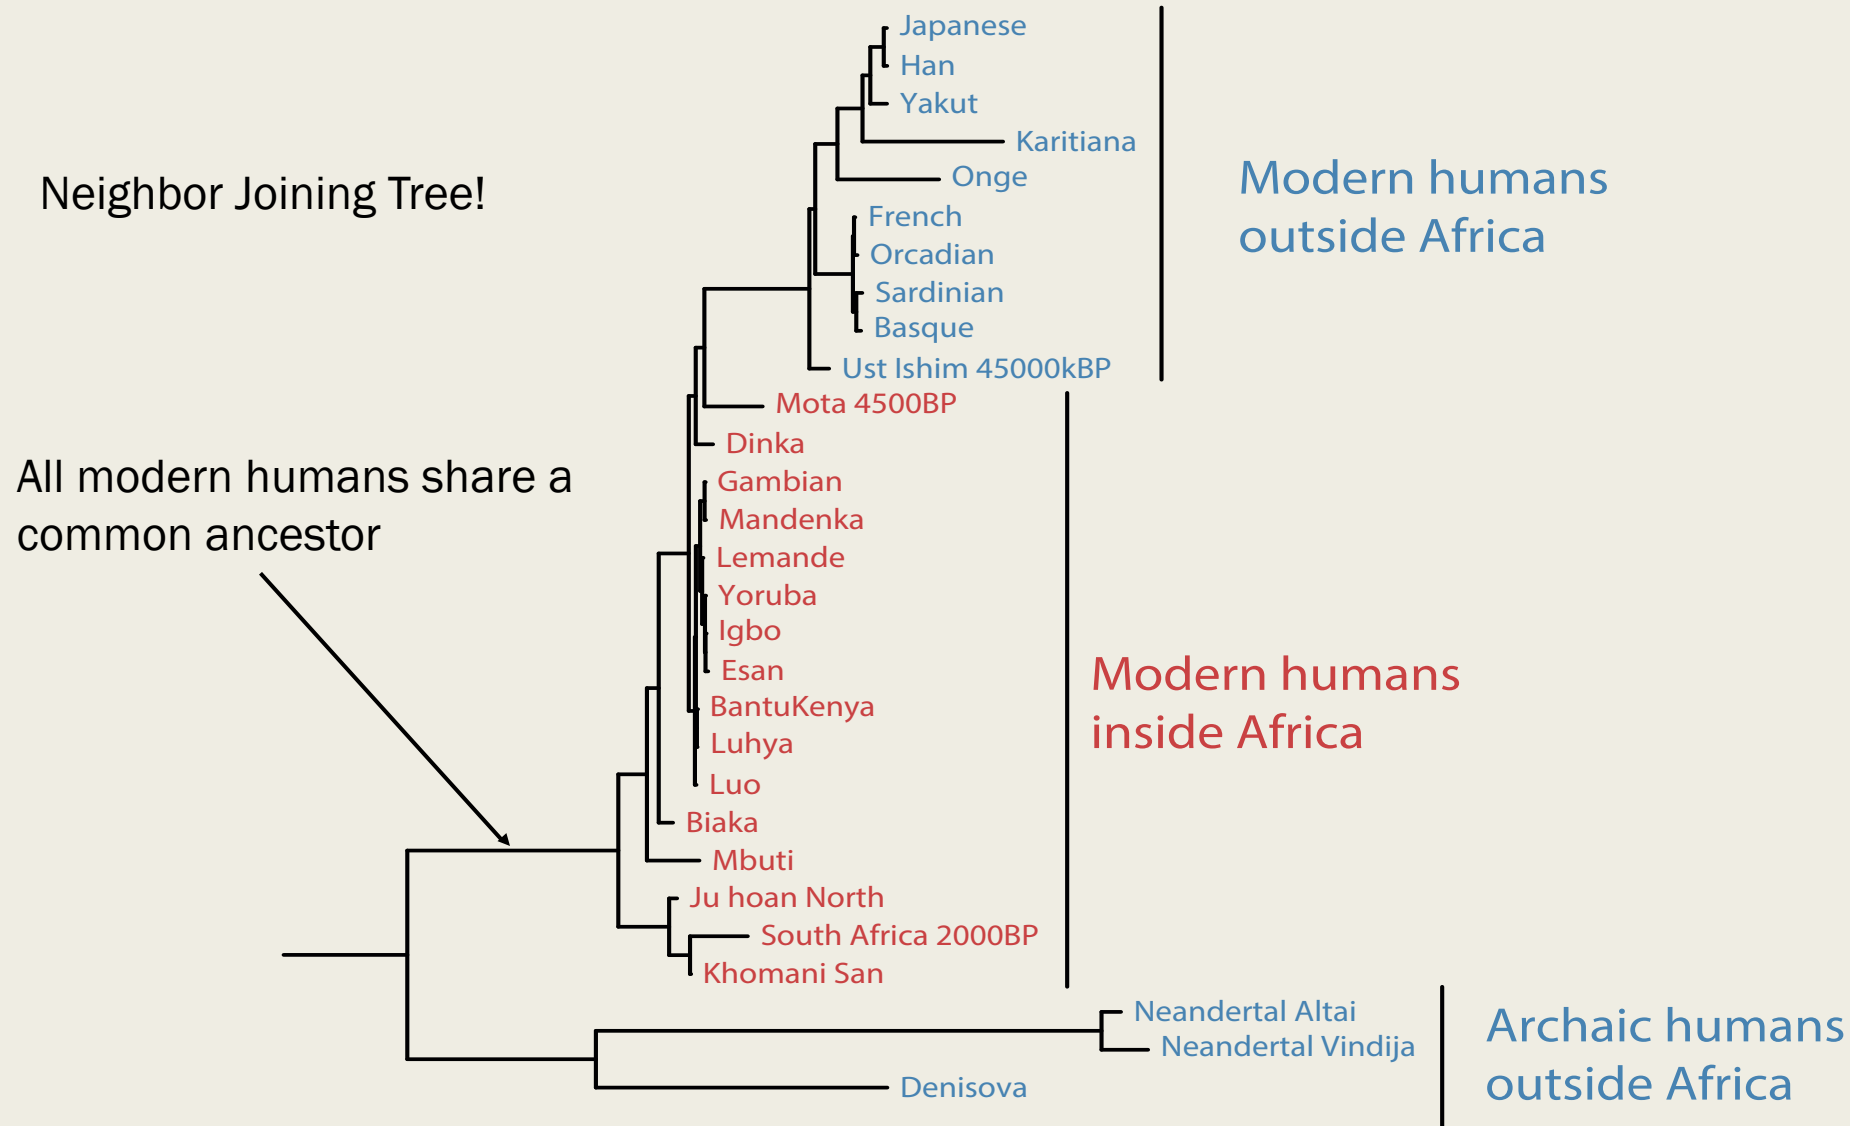 Neighbor Joining Tree!
All modern humans share a
common ancestor
Japanese
Han
Yakut
Karitiana
Onge
French
Orcadian
Sardinian
Basque
Ust Ishim 45000kBP
Mota 4500BP
Dinka
Gambian
Mandenka
Lemande
Yoruba
Igbo
Esan
BantuKenya
Luhya
Luo
Biaka
Mbuti
Ju hoan North
South Africa 2000BP
Khomani San
Neandertal Altai
Neandertal Vindija
Denisova
Modern humans
outside Africa
Modern humans
inside Africa
Archaic humans
outside Africa